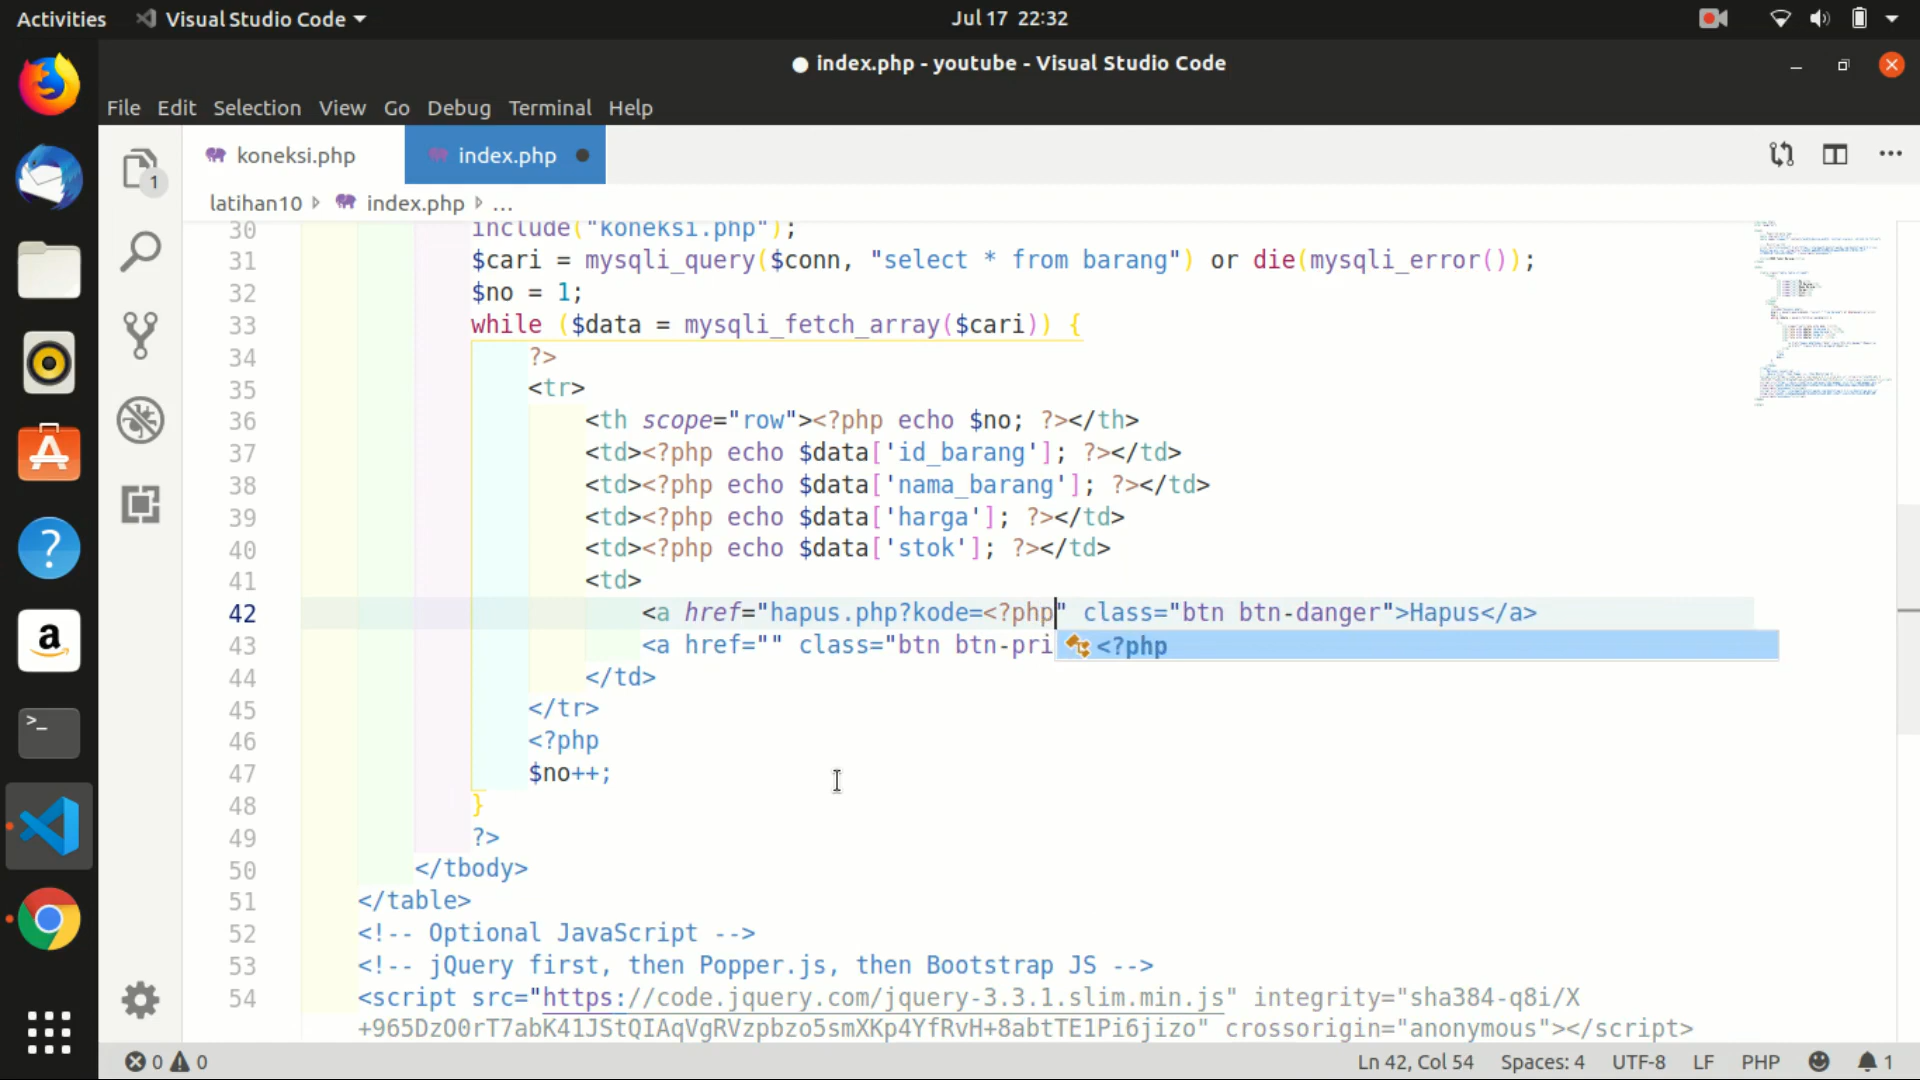 Activities Visual Studio Code Jul 17 22:32
index.php - youtube - Visual Studio Code
File Edit Selection View Go Debug Terminal Help
koneksi.php index.php
latihan10 index.php ...
1
30 include("koneksi.php");
31 $cari = mysqli_query($conn, "select * from barang") or die(mysqli_error());
32 $no = 1;
33 while ($data = mysqli_fetch_array($cari)) {
34 ?>
35 <tr>
36 <th scope="row"><?php echo $no; ?></th>
37 <td><?php echo $data['id_barang']; ?></td>
38 <td><?php echo $data['nama_barang']; ?></td>
39 <td><?php echo $data['harga']; ?></td>
40 <td><?php echo $data['stok']; ?></td>
41 <td>
42 <a href="hapus.php?kode=<?php" class="btn btn-danger">Hapus</a>
43 <a href="" class="btn btn-pri
<?php
44 </td>
45 </tr>
46 <?php
47 $no++;
48 }
49 ?>
50 </tbody>
51 </table>
52 <!-- Optional JavaScript -->
53 <!-- jQuery first, then Popper.js, then Bootstrap JS -->
54 <script src="https://code.jquery.com/jquery-3.3.1.slim.min.js" integrity="sha384-q8i/X
+965DzO0rT7abK41JStQIAqVgRVzpbzo5smXKp4YfRvH+8abtTE1Pi6jizo" crossorigin="anonymous"></script>
0 0 Ln 42, Col 54 Spaces: 4 UTF-8 LF PHP 1